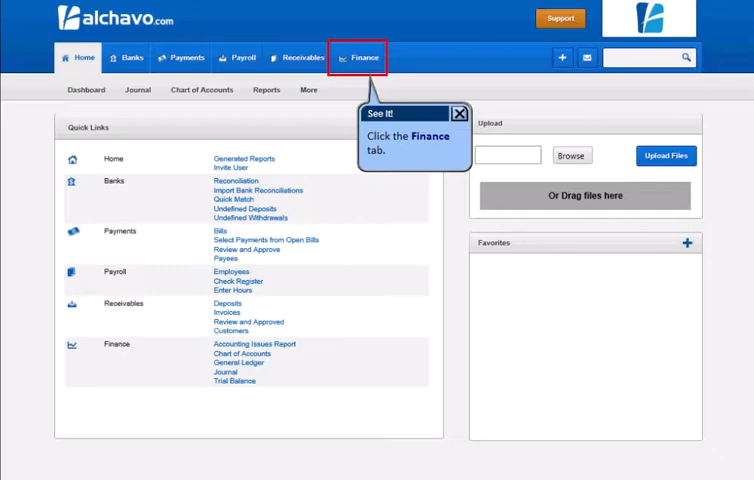 alchavo.com
Support
Home
Banks
Payments
Payroll
Receivables
Finance
Dashboard
Journal
Chart of Accounts
Reports
More
See It!
Click the Finance
tab.
Quick Links
Home
Generated Reports
Invite User
Banks
Reconciliation
Import Bank Reconciliations
Quick Match
Undefined Deposits
Undefined Withdrawals
Payments
Bills
Select Payments from Open Bills
Review and Approve
Payees
Payroll
Employees
Check Register
Enter Hours
Receivables
Deposits
Invoices
Review and Approved
Customers
Finance
Accounting Issues Report
Chart of Accounts
General Ledger
Journal
Trial Balance
Upload
Browse
Upload Files
Or Drag files here
Favorites